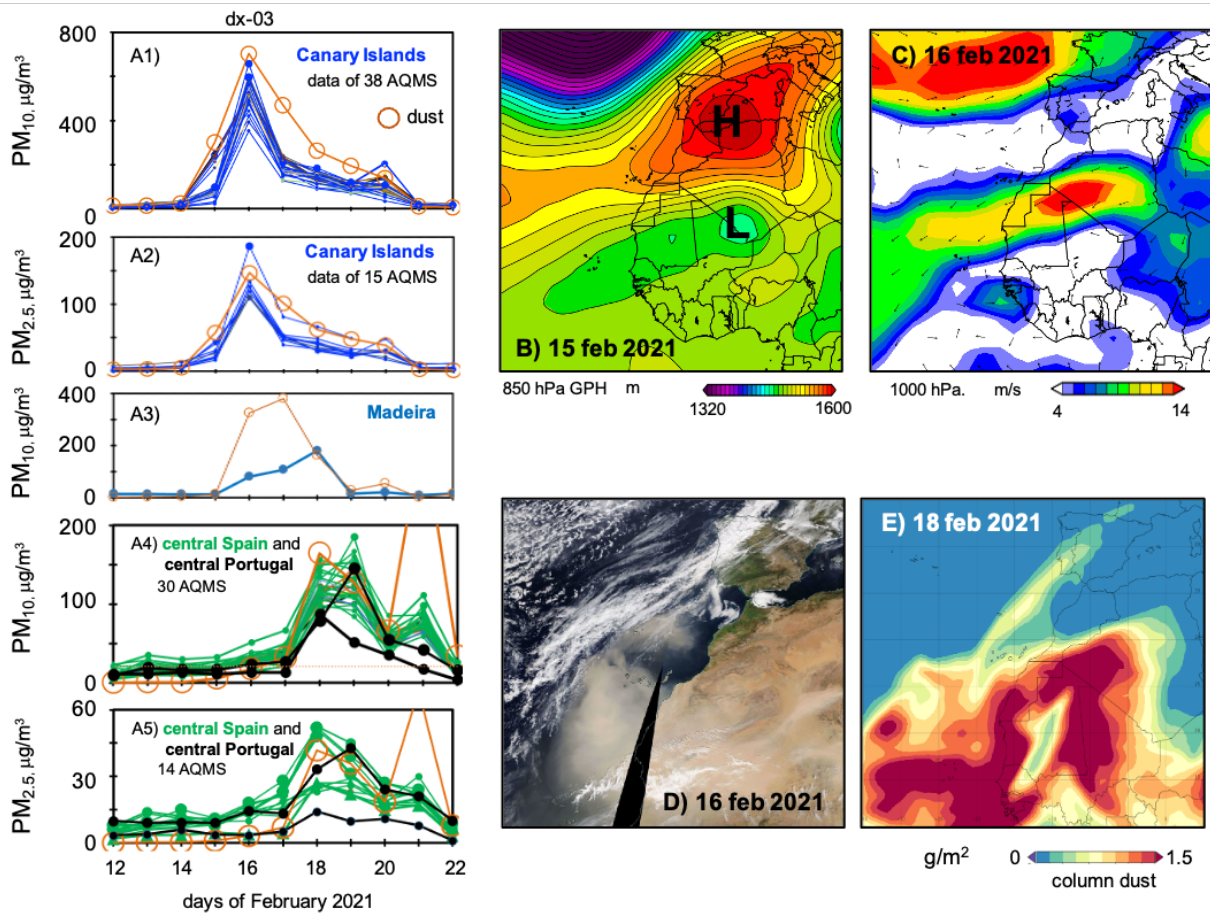 dx-03
800
400
0
PM10, µg/m³
A1)
Canary Islands
data of 38 AQMS
dust
200
100
50
0
PM2.5, µg/m³
A2)
Canary Islands
data of 15 AQMS
400
200
0
PM10, µg/m³
A3)
Madeira
200
100
0
PM10, µg/m³
A4) central Spain and
central Portugal
30 AQMS
60
30
0
PM2.5, µg/m³
A5) central Spain and
central Portugal
14 AQMS
12 14 16 18 20 22
days of February 2021
H
L
B) 15 feb 2021
850 hPa GPH m
1320 1600
C) 16 feb 2021
1000 hPa. m/s
4 14
D) 16 feb 2021
E) 18 feb 2021
g/m² 0 1.5
column dust